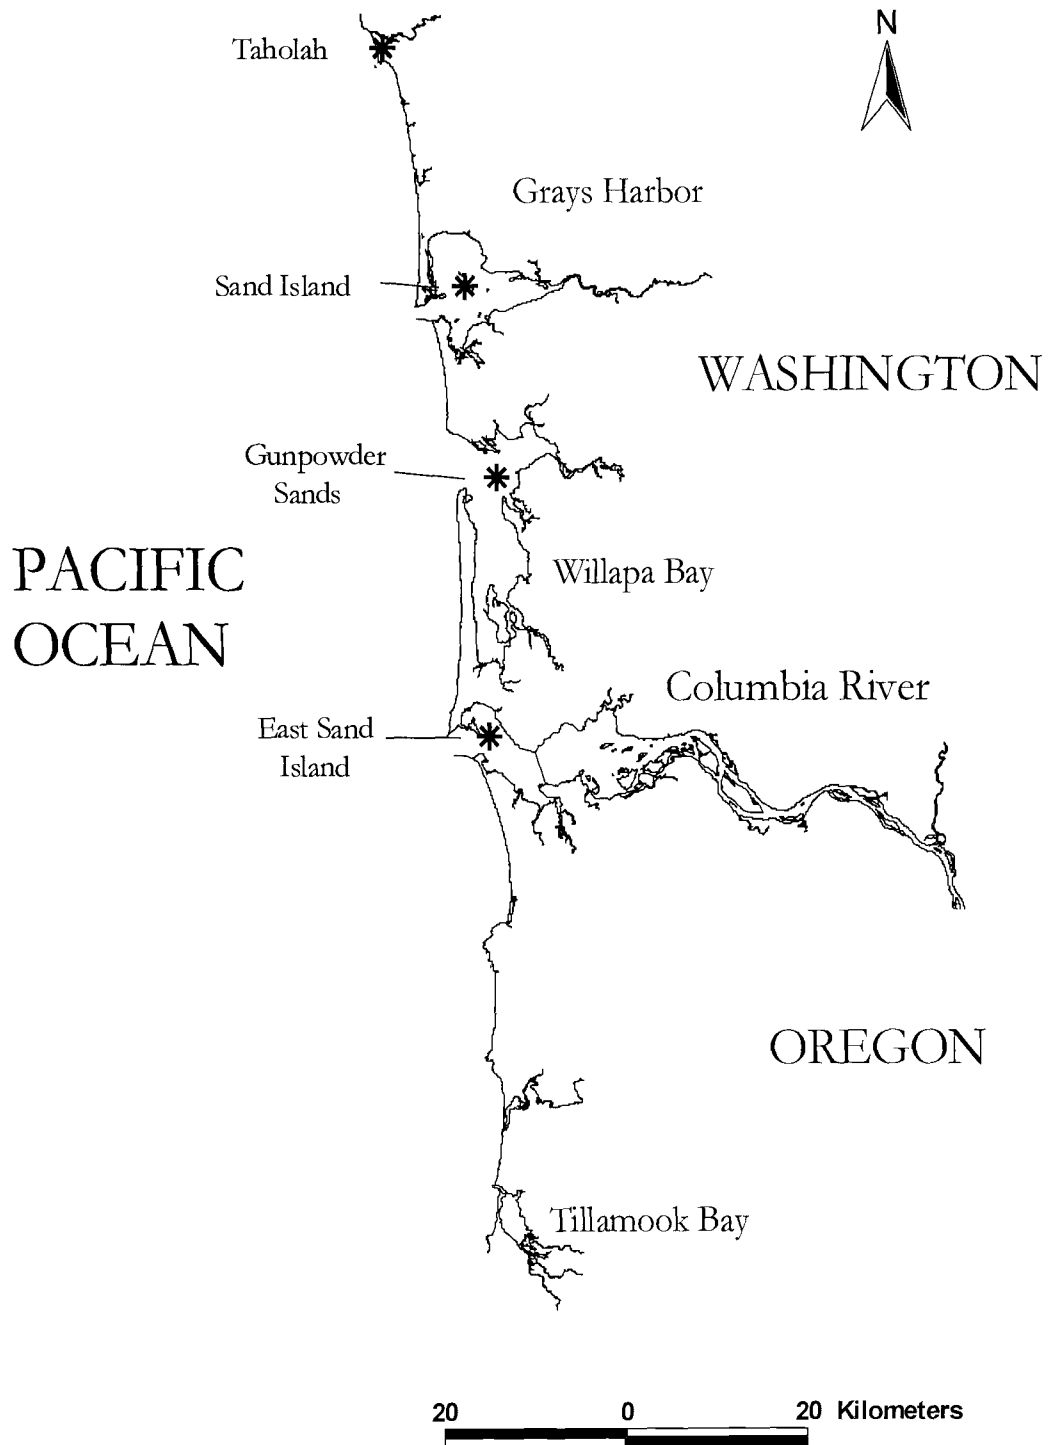 N
Taholah
Grays Harbor
Sand Island
WASHINGTON
Gunpowder
Sands
PACIFIC
OCEAN
Willapa Bay
Columbia River
East Sand
Island
OREGON
Tillamook Bay
20 0 20 Kilometers